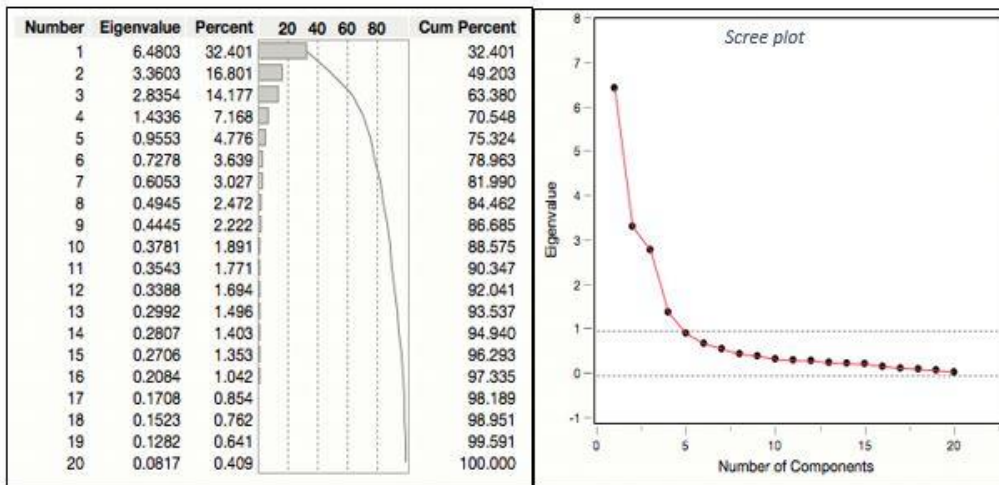 Number Eigenvalue Percent 20 40 60 80 Cum Percent
1 6.4803 32.401 32.401
2 3.3603 16.801 49.203
3 2.8354 14.177 63.380
4 1.4336 7.168 70.548
5 0.9553 4.776 75.324
6 0.7278 3.639 78.963
7 0.6053 3.027 81.990
8 0.4945 2.472 84.462
9 0.4445 2.222 86.685
10 0.3781 1.891 88.575
11 0.3543 1.771 90.347
12 0.3388 1.694 92.041
13 0.2992 1.496 93.537
14 0.2807 1.403 94.940
15 0.2706 1.353 96.293
16 0.2084 1.042 97.335
17 0.1708 0.854 98.189
18 0.1523 0.762 98.951
19 0.1282 0.641 99.591
20 0.0817 0.409 100.000
Scree plot
8
7
6
5
4
3
2
1
0
-1
Eigenvalue
0 5 10 15 20
Number of Components